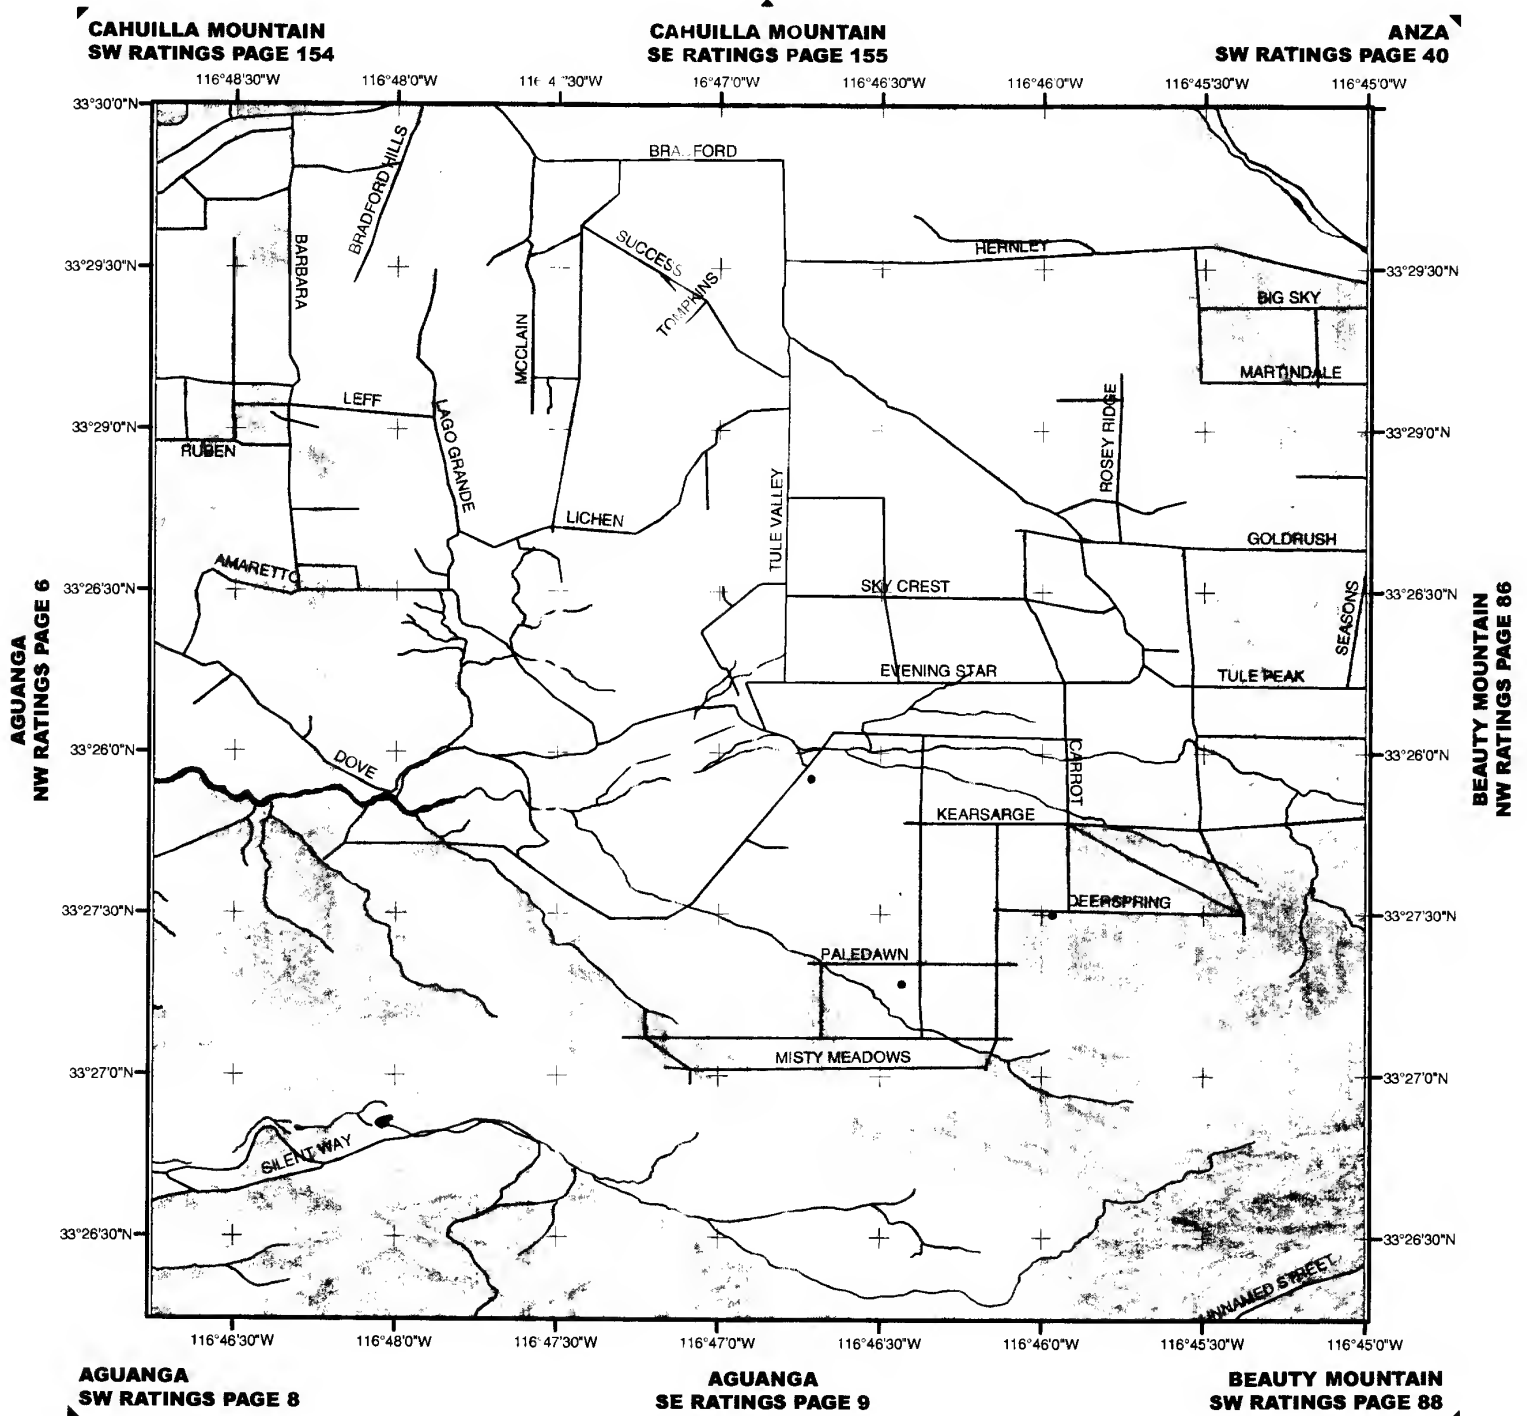 CAHUILLA MOUNTAIN
SW RATINGS PAGE 154
CAHUILLA MOUNTAIN
SE RATINGS PAGE 155
ANZA
SW RATINGS PAGE 40
116°48'30"W
116°48'0"W
116°47'0"W
116°46'30"W
116°46'0"W
116°45'30"W
116°45'0"W
33°30'0"N
BRADFORD HILLS
BARBARA
SUCCESS
TOMPKINS
HERNLEY
33°29'30"N
33°29'30"N
BIG SKY
MCCLAIN
MARTINDALE
LEFF
LAGO GRANDE
ROSEY RIDGE
33°29'0"N
33°29'0"N
RUBEN
LICHEN
TULE VALLEY
GOLDRUSH
AMARETTO
33°26'30"N
SKY CREST
33°26'30"N
SEASONS
AGUANGA
NW RATINGS PAGE 6
BEAUTY MOUNTAIN
NW RATINGS PAGE 86
EVENING STAR
TULE PEAK
33°26'0"N
DOVE
CARRIOT
33°26'0"N
KEARSARGE
33°27'30"N
DEERSPRING
33°27'30"N
PALEDAWN
MISTY MEADOWS
33°27'0"N
33°27'0"N
SILENT WAY
33°26'30"N
33°26'30"N
UNNAMED STREET
116°46'30"W
116°48'0"W
116°47'30"W
116°47'0"W
116°46'30"W
116°46'0"W
116°45'30"W
116°45'0"W
AGUANGA
SW RATINGS PAGE 8
AGUANGA
SE RATINGS PAGE 9
BEAUTY MOUNTAIN
SW RATINGS PAGE 88